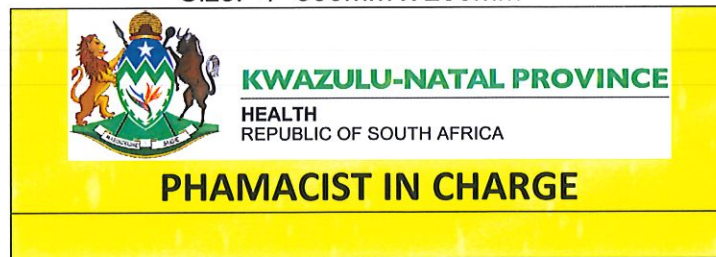 KWAZULU-NATAL PROVINCE
HEALTH
REPUBLIC OF SOUTH AFRICA
PHAMACIST IN CHARGE